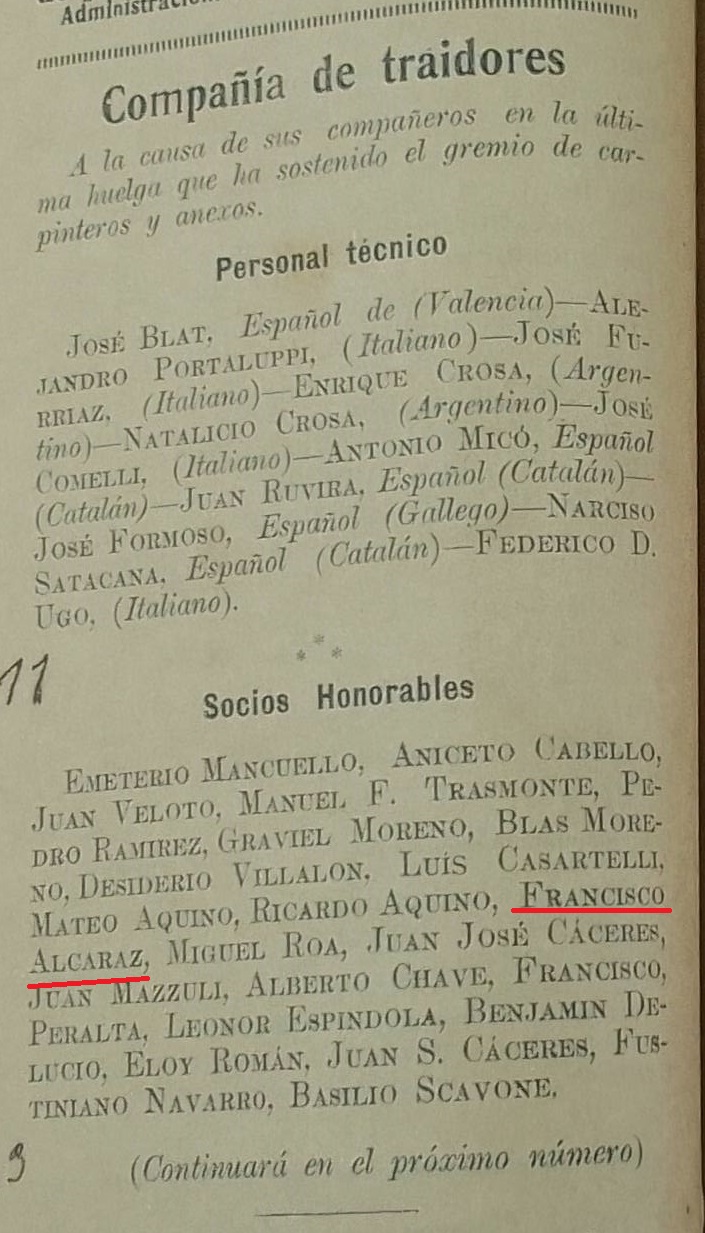 Administración
Compañía de traidores
A la causa de sus compañeros en la últi-
ma huelga que ha sostenido el gremio de car-
pinteros y anexos.
Personal técnico
JOSÉ BLAT, Español de (Valencia)—ALE-
JANDRO PORTALUPPI, (Italiano)—JOSÉ FU-
RRIAZ, (Italiano)—ENRIQUE CROSA, (Argen-
tino)—NATALICIO CROSA, (Argentino)—JOSÉ
COMELLI, (Italiano)—ANTONIO MICÓ, Español
(Catalán)—JUAN RUVIRA, Español (Catalán)—
JOSÉ FORMOSO, Español (Gallego)—NARCISO
SATACANA, Español (Catalán)—FEDERICO D.
UGO, (Italiano).
* * *
11
Socios Honorables
EMETERIO MANCUELLO, ANICETO CABELLO,
JUAN VELOTO, MANUEL F. TRASMONTE, PE-
DRO RAMIREZ, GRAVIEL MORENO, BLAS MORE-
NO, DESIDERIO VILLALON, LUÍS CASARTELLI,
MATEO AQUINO, RICARDO AQUINO, FRANCISCO
ALCARAZ, MIGUEL ROA, JUAN JOSÉ CÁCERES,
JUAN MAZZULI, ALBERTO CHAVE, FRANCISCO,
PERALTA, LEONOR ESPINDOLA, BENJAMIN DE-
LUCIO, ELOY ROMÁN, JUAN S. CÁCERES, FUS-
TINIANO NAVARRO, BASILIO SCAVONE.
9
(Continuará en el próximo número)